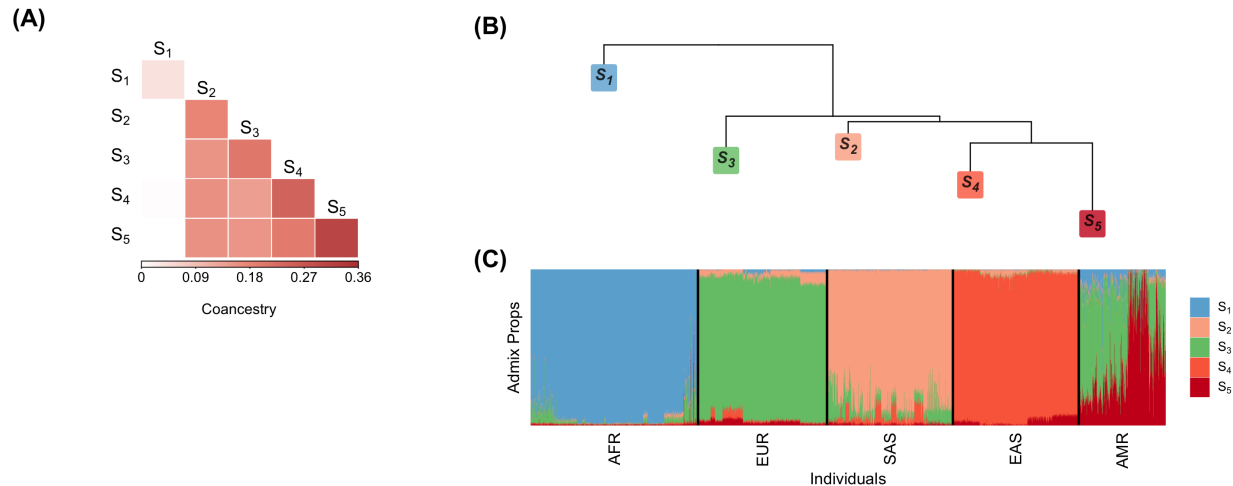 (A)
S1
S1
S2
S2
S3
S3
S4
S4
S5
S5
0 0.09 0.18 0.27 0.36
Coancestry
(B)
S1
S3
S2
S4
S5
(C)
Admix Props
AFR
EUR
SAS
EAS
AMR
Individuals
S1
S2
S3
S4
S5